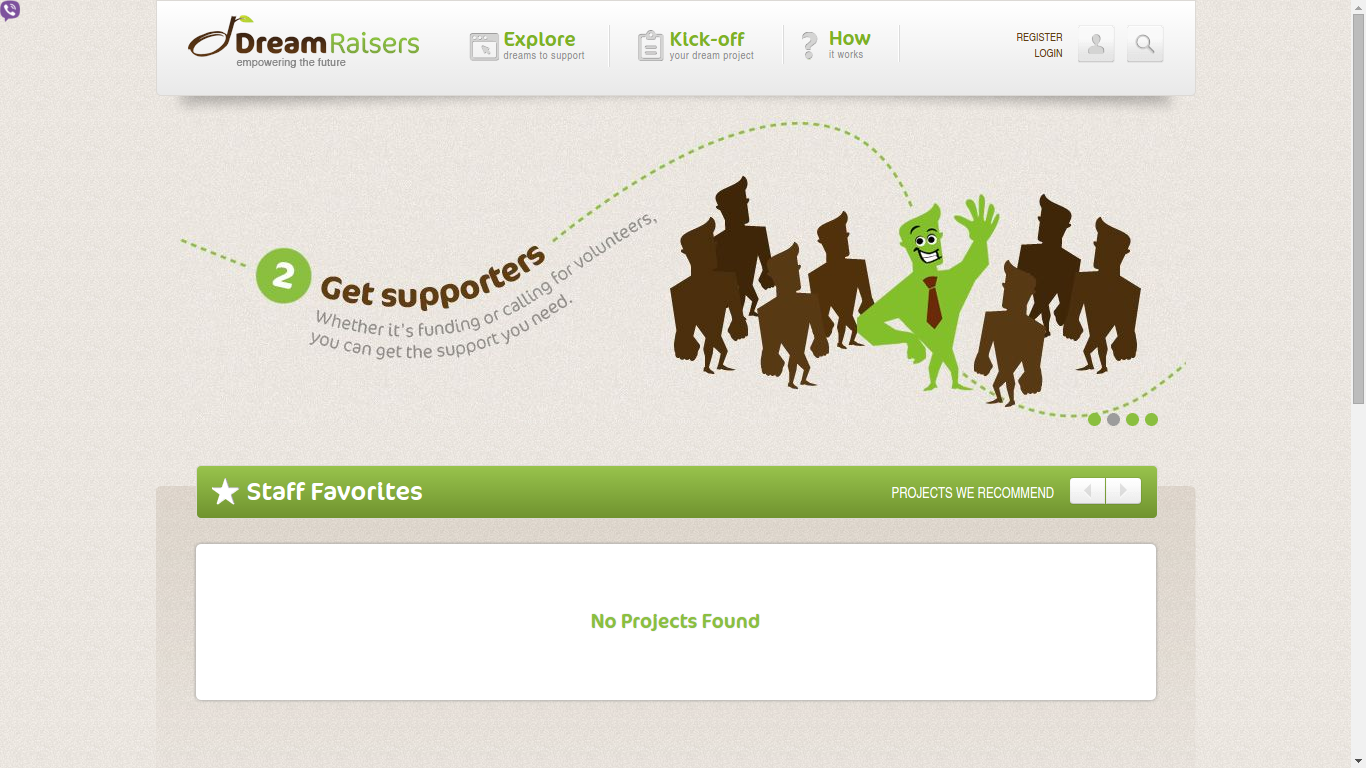 DreamRaisers
empowering the future
Explore
dreams to support
Kick-off
your dream project
How
it works
REGISTER
LOGIN
2
Get supporters
Whether it's funding or calling for volunteers,
you can get the support you need.
Staff Favorites
PROJECTS WE RECOMMEND
No Projects Found